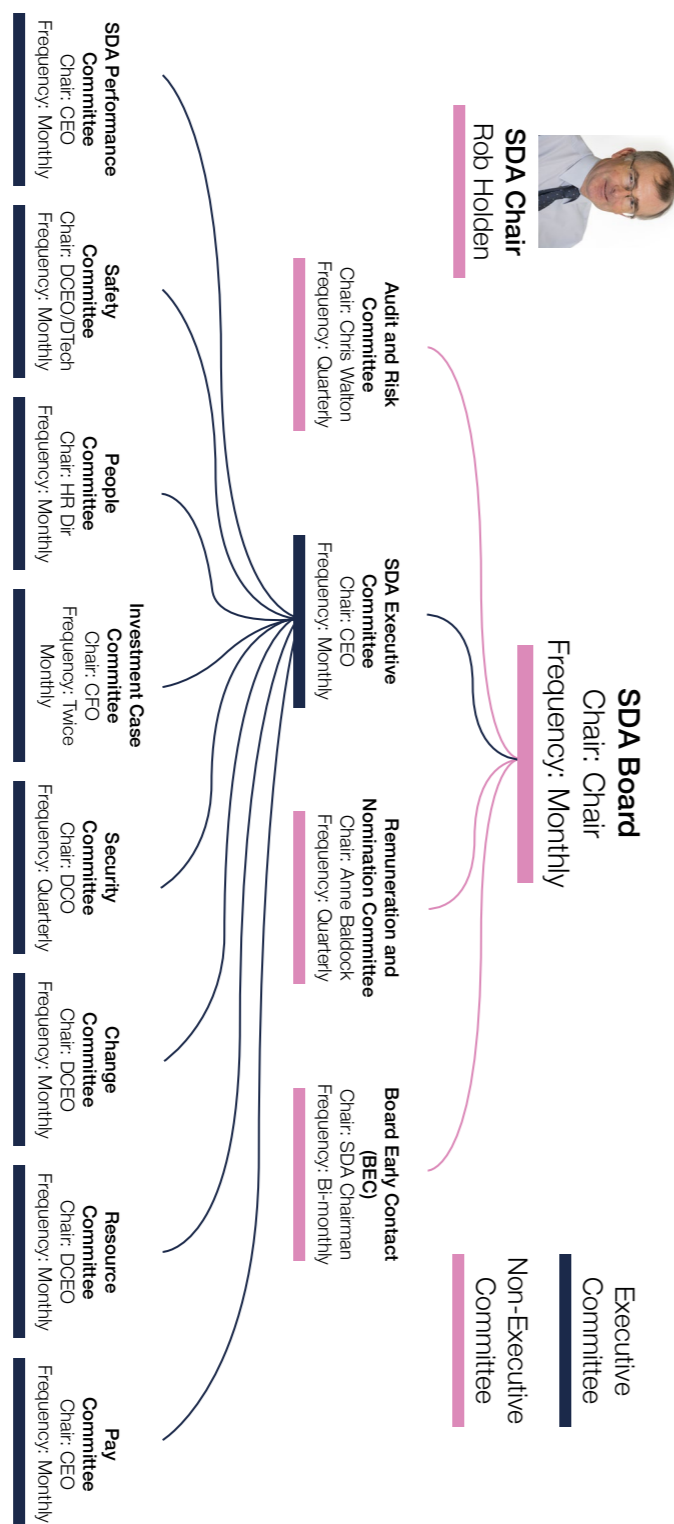 SDA Chair
Rob Holden
SDA Board
Chair: Chair
Frequency: Monthly
Executive
Committee
Non-Executive
Committee
Audit and Risk
Committee
Chair: Chris Walton
Frequency: Quarterly
SDA Executive
Committee
Chair: CEO
Frequency: Monthly
Remuneration and
Nomination Committee
Chair: Anne Baldock
Frequency: Quarterly
Board Early Contact
(BEC)
Chair: SDA Chairman
Frequency: Bi-monthly
SDA Performance
Committee
Chair: CEO
Frequency: Monthly
Safety
Committee
Chair: DCEO/DTech
Frequency: Monthly
People
Committee
Chair: HR Dir
Frequency: Monthly
Investment Case
Committee
Chair: CFO
Frequency: Twice
Monthly
Security
Committee
Chair: DCO
Frequency: Quarterly
Change
Committee
Chair: DCEO
Frequency: Monthly
Resource
Committee
Chair: DCEO
Frequency: Monthly
Pay
Committee
Chair: CEO
Frequency: Monthly